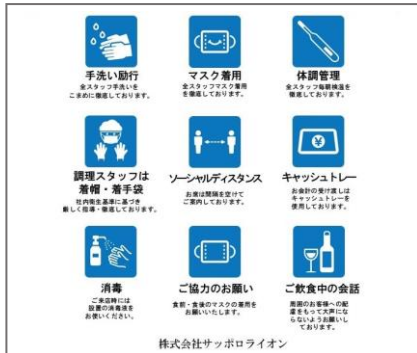 手洗い励行
全スタッフ手洗いを
こまめに徹底しております。
マスク着用
全スタッフマスク着用
を徹底しております。
体調管理
全スタッフ毎朝検温を
徹底しております。
調理スタッフは
着帽・着手袋
社内衛生基準に基づき
厳しく指導・徹底しております。
ソーシャルディスタンス
お席は間隔を空けて
ご案内しております。
¥
キャッシュトレー
お会計の受け渡しは
キャッシュトレーを
使用しております。
消毒
ご来店時には
設置の消毒液を
お使いください。
ご協力のお願い
食前・食後のマスクの着用を
お願いいたします。
ご飲食中の会話
周囲のお客様への配
慮をもって大声にな
らないようお願いし
ております。
株式会社サッポロライオン